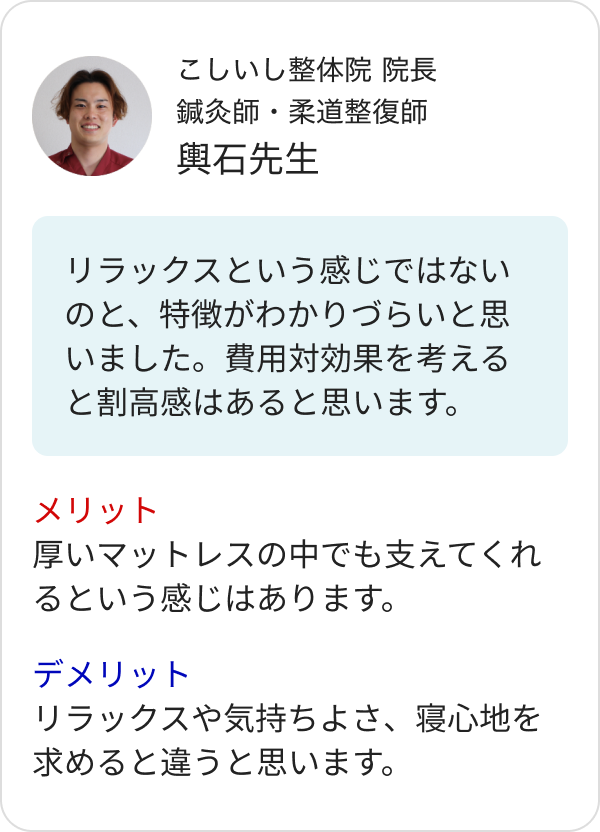 こしいし整体院 院長
鍼灸師・柔道整復師
輿石先生
リラックスという感じではない
のと、特徴がわかりづらいと思
いました。費用対効果を考える
と割高感はあると思います。
メリット
厚いマットレスの中でも支えてくれ
るという感じはあります。
デメリット
リラックスや気持ちよさ、寝心地を
求めると違うと思います。